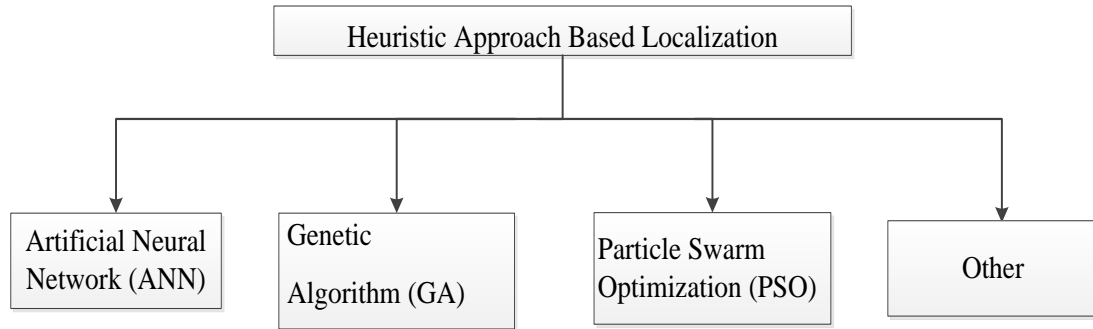 Heuristic Approach Based Localization
Artificial Neural
Network (ANN)
Genetic
Algorithm (GA)
Particle Swarm
Optimization (PSO)
Other